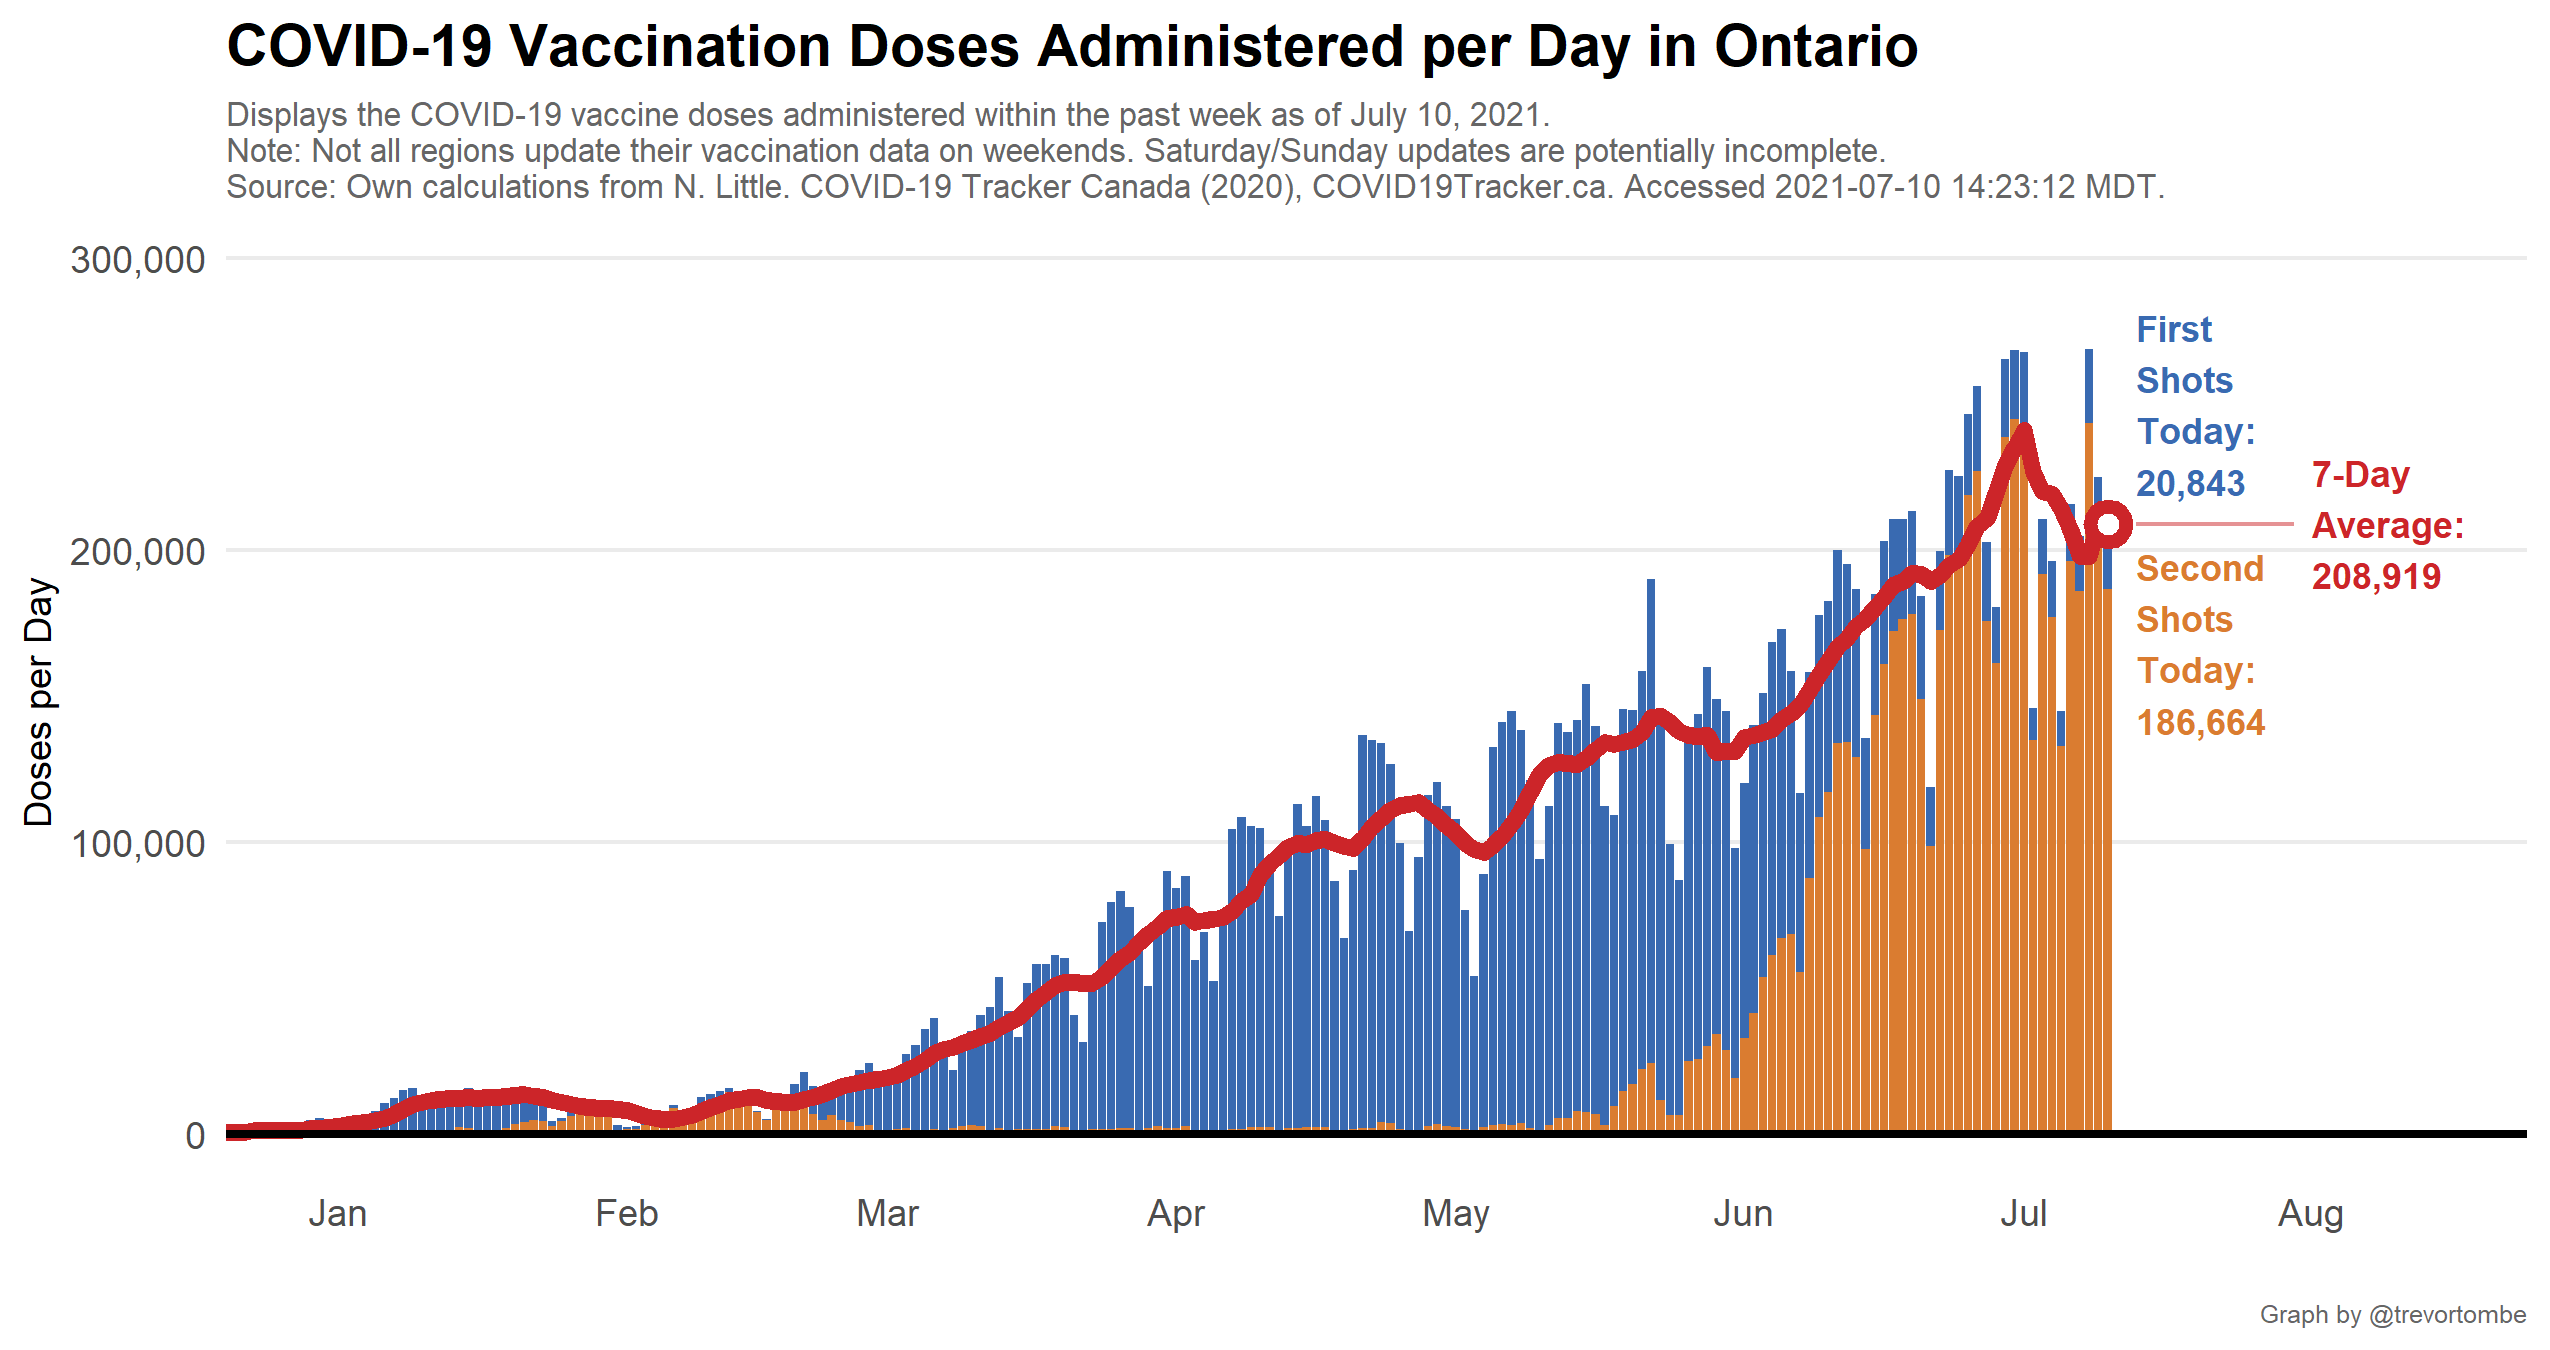 COVID-19 Vaccination Doses Administered per Day in Ontario
Displays the COVID-19 vaccine doses administered within the past week as of July 10, 2021.
Note: Not all regions update their vaccination data on weekends. Saturday/Sunday updates are potentially incomplete.
Source: Own calculations from N. Little. COVID-19 Tracker Canada (2020), COVID19Tracker.ca. Accessed 2021-07-10 14:23:12 MDT.
Doses per Day
300,000
200,000
100,000
0
First
Shots
Today:
20,843
7-Day
Average:
208,919
Second
Shots
Today:
186,664
Jan
Feb
Mar
Apr
May
Jun
Jul
Aug
Graph by @trevortombe